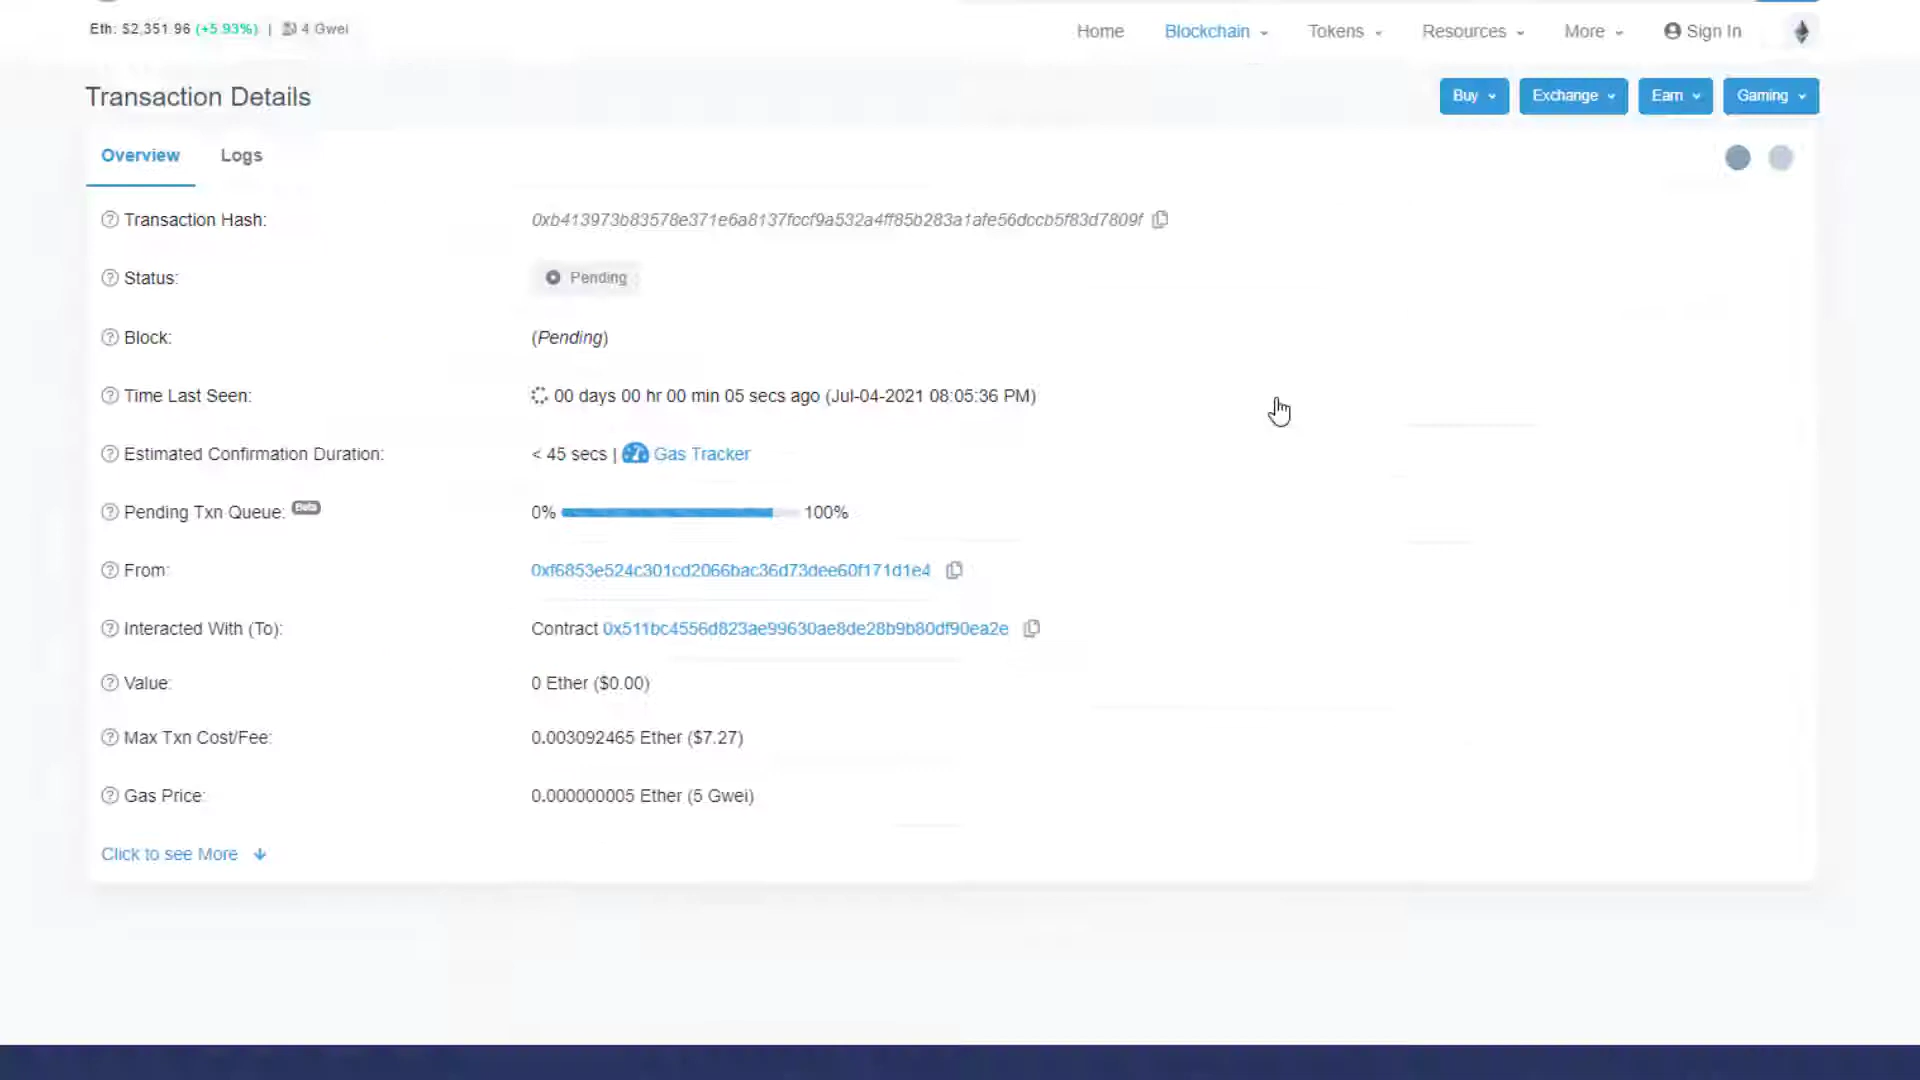 Eth: $2,351.96 (+5.93%) | 4 Gwei
Home Blockchain Tokens Resources More Sign In
Transaction Details
Buy Exchange Earn Gaming
Overview Logs
Transaction Hash: 0xb413973b83578e371e6a8137fccf9a532a4ff85b283a1afe56dccb5f83d7809f
Status: Pending
Block: (Pending)
Time Last Seen: 00 days 00 hr 00 min 05 secs ago (Jul-04-2021 08:05:36 PM)
Estimated Confirmation Duration: < 45 secs | Gas Tracker
Pending Txn Queue: Beta 0% 100%
From: 0xf6853e524c301cd2066bac36d73dee60f171d1e4
Interacted With (To): Contract 0x511bc4556d823ae99630ae8de28b9b80df90ea2e
Value: 0 Ether ($0.00)
Max Txn Cost/Fee: 0.003092465 Ether ($7.27)
Gas Price: 0.000000005 Ether (5 Gwei)
Click to see More